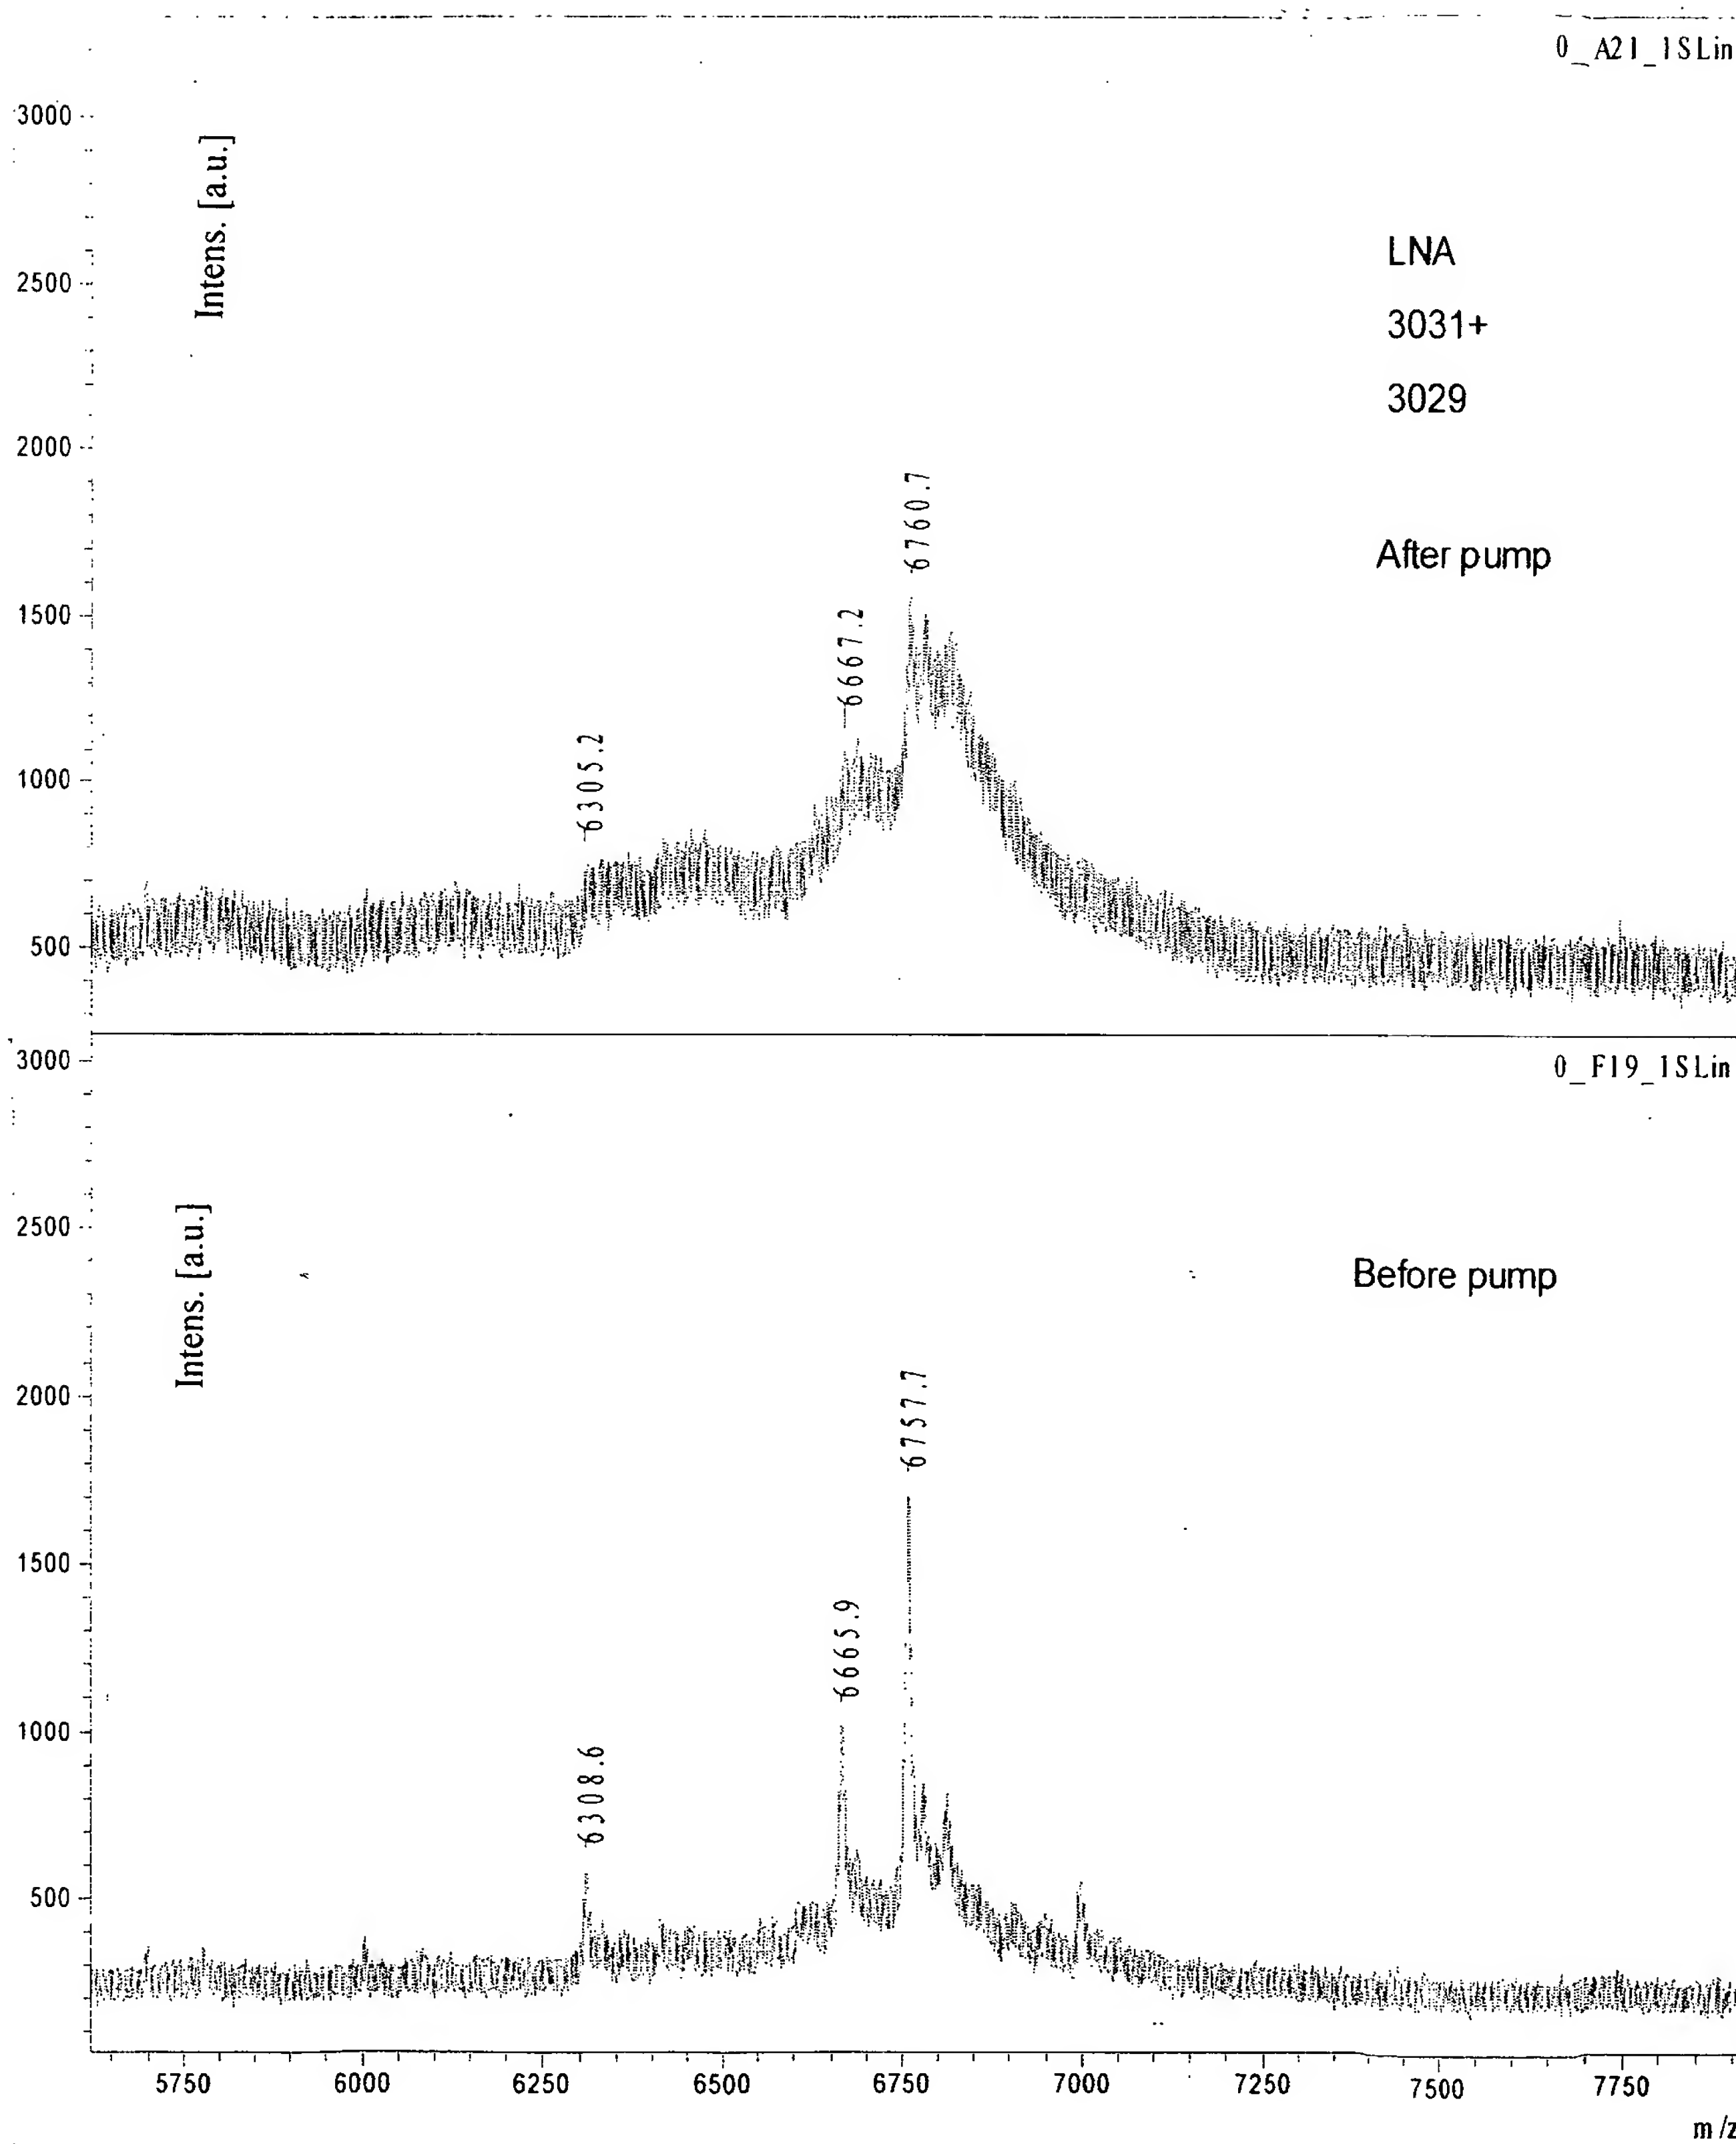 0_A21_1SLin
3000
Intens. [a.u.]
2500
LNA
3031+
3029
2000
6760.7
After pump
1500
6667.2
6305.2
1000
500
3000
0_F19_1SLin
2500
Intens. [a.u.]
Before pump
2000
6757.7
1500
6665.9
1000
6308.6
500
5750 6000 6250 6500 6750 7000 7250 7500 7750
m/z